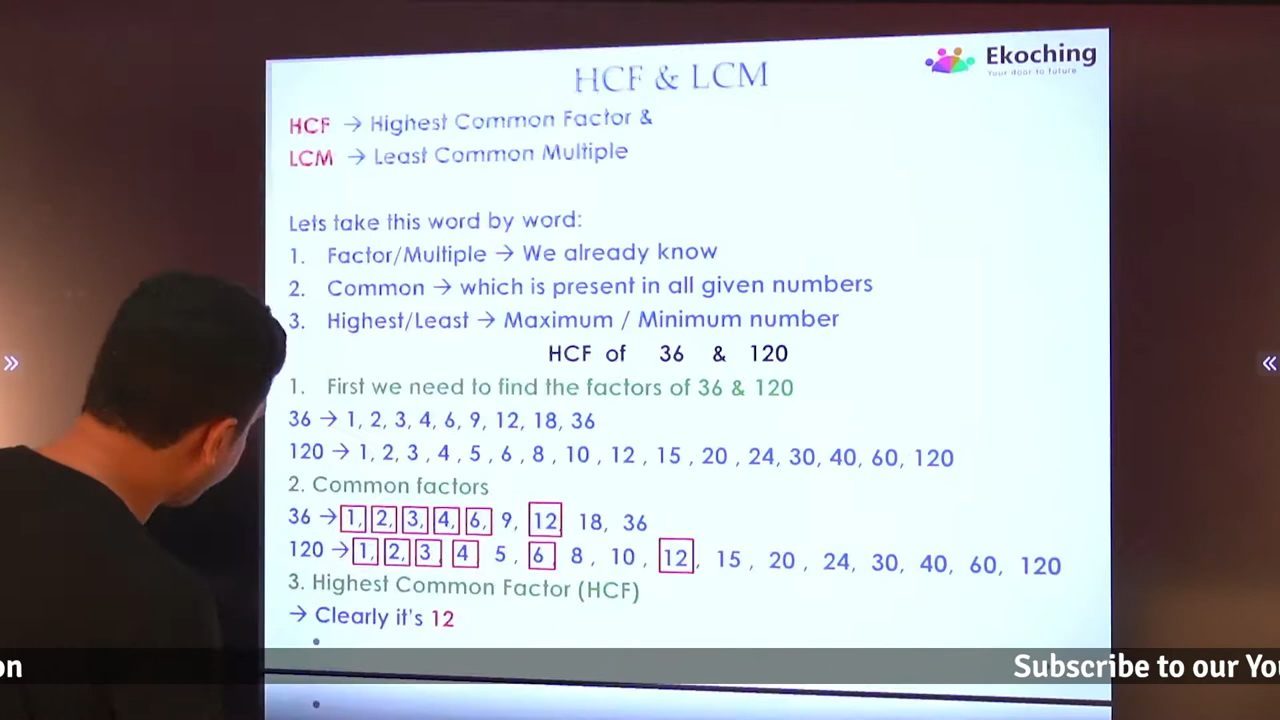 Ekoching
Your door to future
HCF & LCM
HCF → Highest Common Factor &
LCM → Least Common Multiple
Lets take this word by word:
1. Factor/Multiple → We already know
2. Common → which is present in all given numbers
3. Highest/Least → Maximum / Minimum number
HCF of 36 & 120
1. First we need to find the factors of 36 & 120
36 → 1, 2, 3, 4, 6, 9, 12, 18, 36
120 → 1, 2, 3 , 4 , 5 , 6 , 8 , 10 , 12 , 15 , 20 , 24, 30, 40, 60, 120
2. Common factors
36 → 1, 2, 3, 4, 6, 9, 12 18, 36
120 → 1, 2, 3, 4 5 , 6 8 , 10 , 12, 15 , 20 , 24, 30, 40, 60, 120
3. Highest Common Factor (HCF)
→ Clearly it's 12
» «
on Subscribe to our You